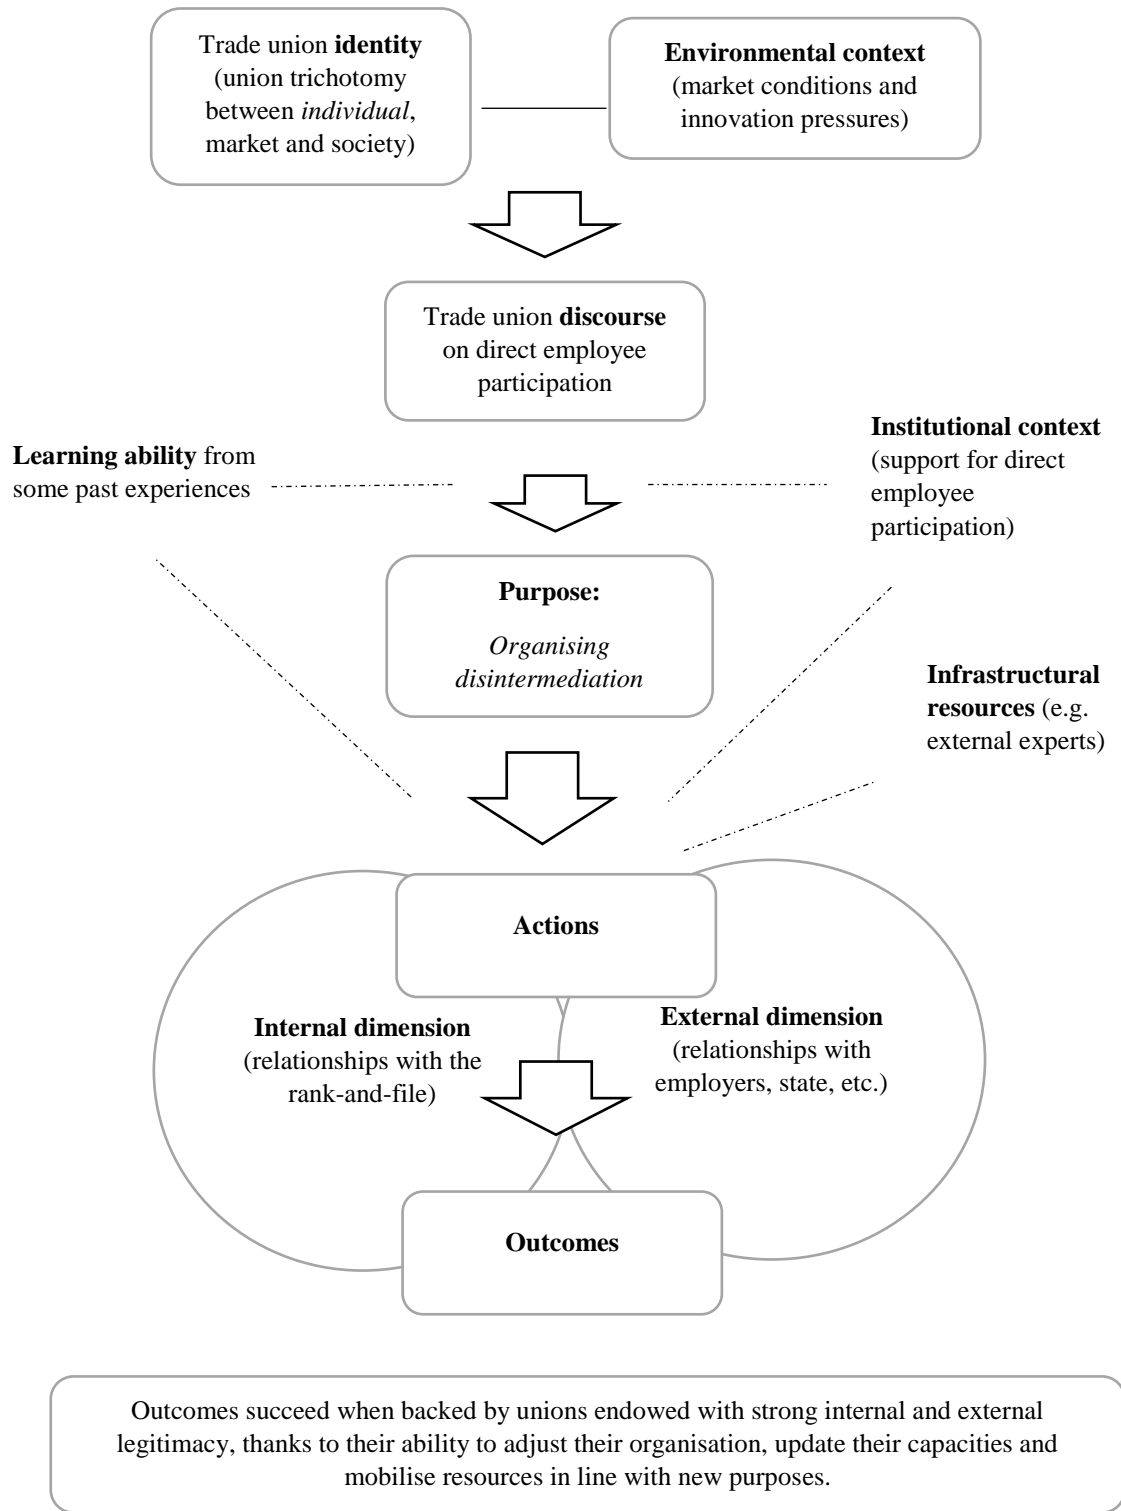 Trade union identity
(union trichotomy
between individual,
market and society)
Environmental context
(market conditions and
innovation pressures)
Trade union discourse
on direct employee
participation
Learning ability from
some past experiences
Institutional context
(support for direct
employee
participation)
Purpose:
Organising
disintermediation
Infrastructural
resources (e.g.
external experts)
Actions
Internal dimension
(relationships with the
rank-and-file)
External dimension
(relationships with
employers, state, etc.)
Outcomes
Outcomes succeed when backed by unions endowed with strong internal and external
legitimacy, thanks to their ability to adjust their organisation, update their capacities and
mobilise resources in line with new purposes.